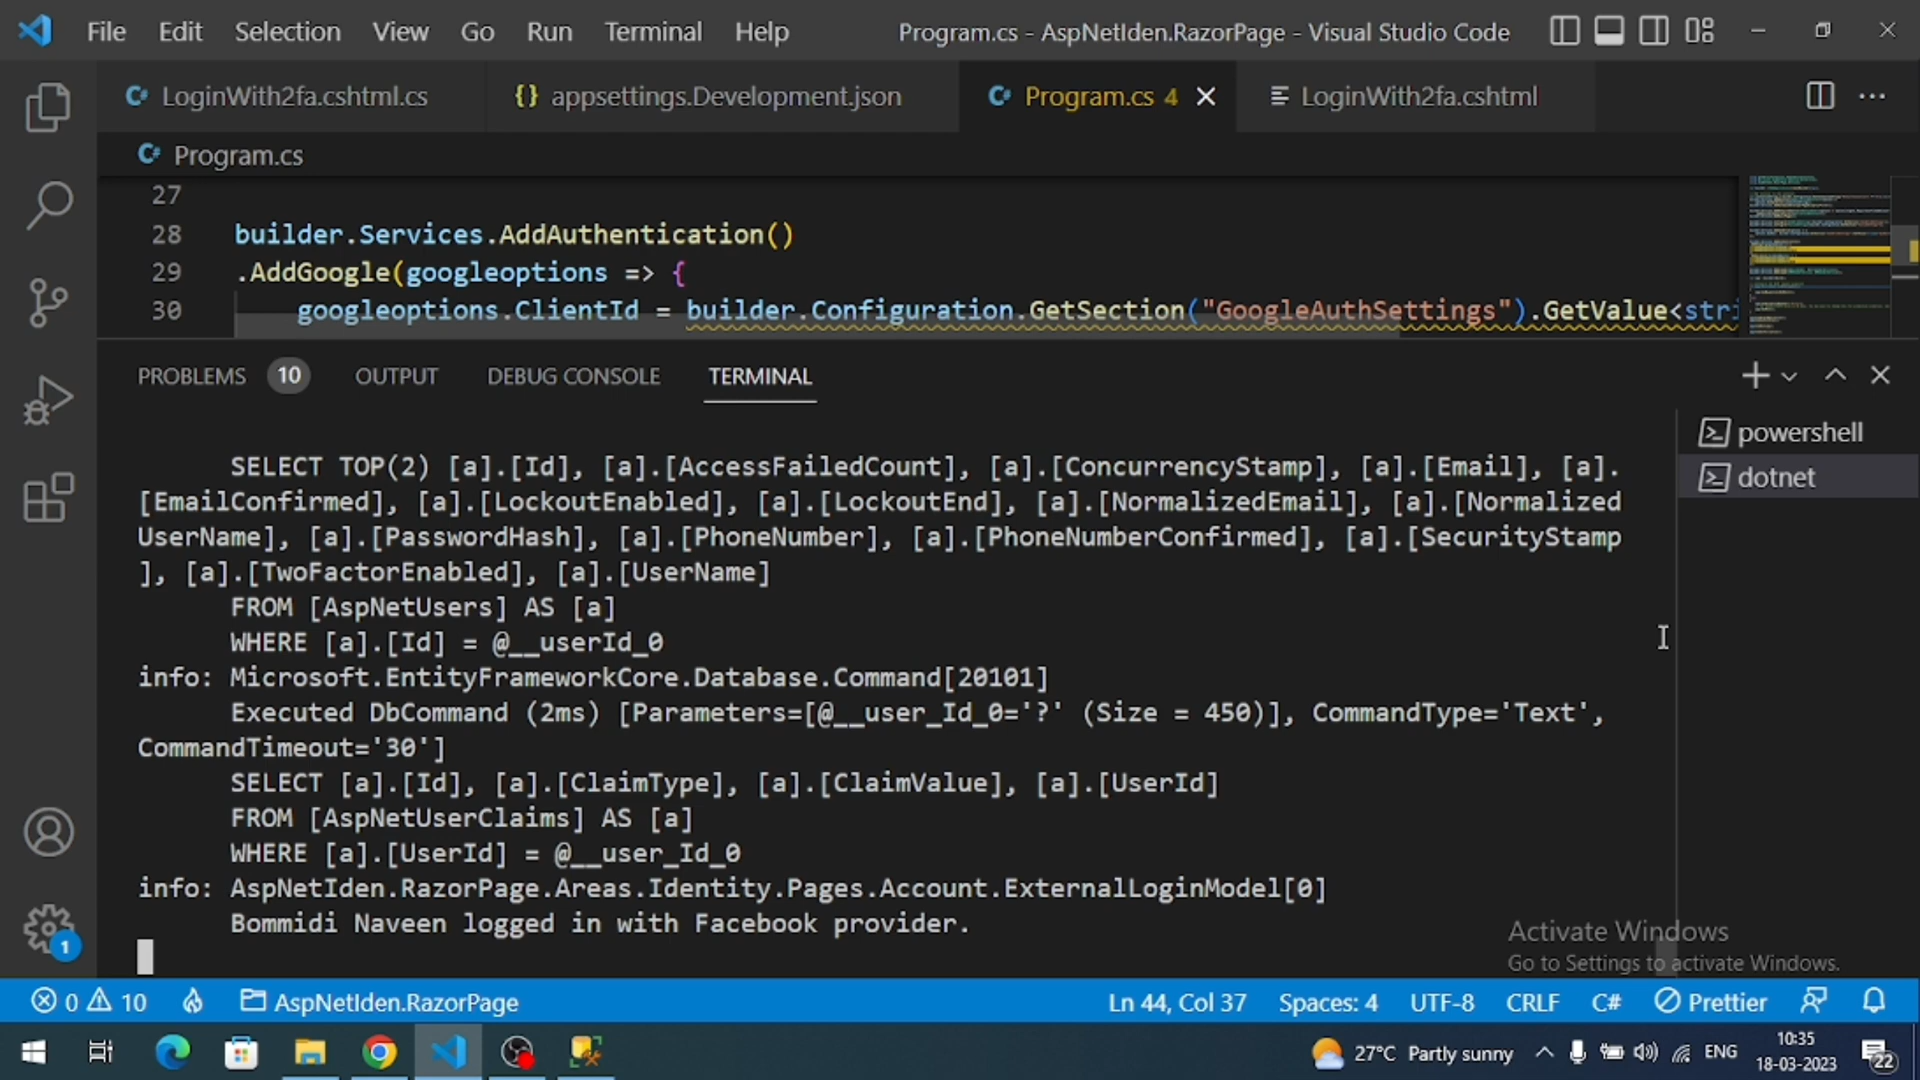 File Edit Selection View Go Run Terminal Help Program.cs - AspNetIden.RazorPage - Visual Studio Code
LoginWith2fa.cshtml.cs {} appsettings.Development.json Program.cs 4 LoginWith2fa.cshtml
Program.cs
27
28 builder.Services.AddAuthentication()
29 .AddGoogle(googleoptions => {
30 googleoptions.ClientId = builder.Configuration.GetSection("GoogleAuthSettings").GetValue<stri
PROBLEMS 10 OUTPUT DEBUG CONSOLE TERMINAL
powershell
dotnet
SELECT TOP(2) [a].[Id], [a].[AccessFailedCount], [a].[ConcurrencyStamp], [a].[Email], [a].
[EmailConfirmed], [a].[LockoutEnabled], [a].[LockoutEnd], [a].[NormalizedEmail], [a].[Normalized
UserName], [a].[PasswordHash], [a].[PhoneNumber], [a].[PhoneNumberConfirmed], [a].[SecurityStamp
], [a].[TwoFactorEnabled], [a].[UserName]
FROM [AspNetUsers] AS [a]
WHERE [a].[Id] = @__userId_0
info: Microsoft.EntityFrameworkCore.Database.Command[20101]
Executed DbCommand (2ms) [Parameters=[@__user_Id_0='?' (Size = 450)], CommandType='Text',
CommandTimeout='30']
SELECT [a].[Id], [a].[ClaimType], [a].[ClaimValue], [a].[UserId]
FROM [AspNetUserClaims] AS [a]
WHERE [a].[UserId] = @__user_Id_0
info: AspNetIden.RazorPage.Areas.Identity.Pages.Account.ExternalLoginModel[0]
Bommidi Naveen logged in with Facebook provider.
Activate Windows
Go to Settings to activate Windows.
1
0 10 AspNetIden.RazorPage Ln 44, Col 37 Spaces: 4 UTF-8 CRLF C# Prettier
27°C Partly sunny ENG 10:35
18-03-2023 22